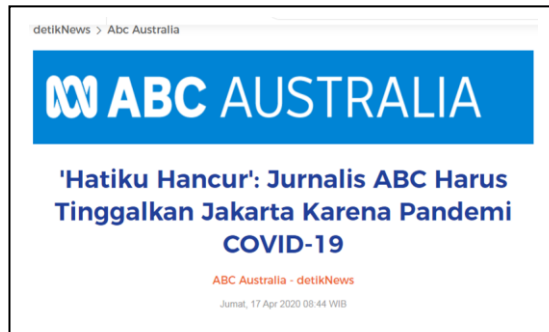 detikNews > Abc Australia
ABC AUSTRALIA
'Hatiku Hancur': Jurnalis ABC Harus
Tinggalkan Jakarta Karena Pandemi
COVID-19
ABC Australia - detikNews
Jumat, 17 Apr 2020 08:44 WIB